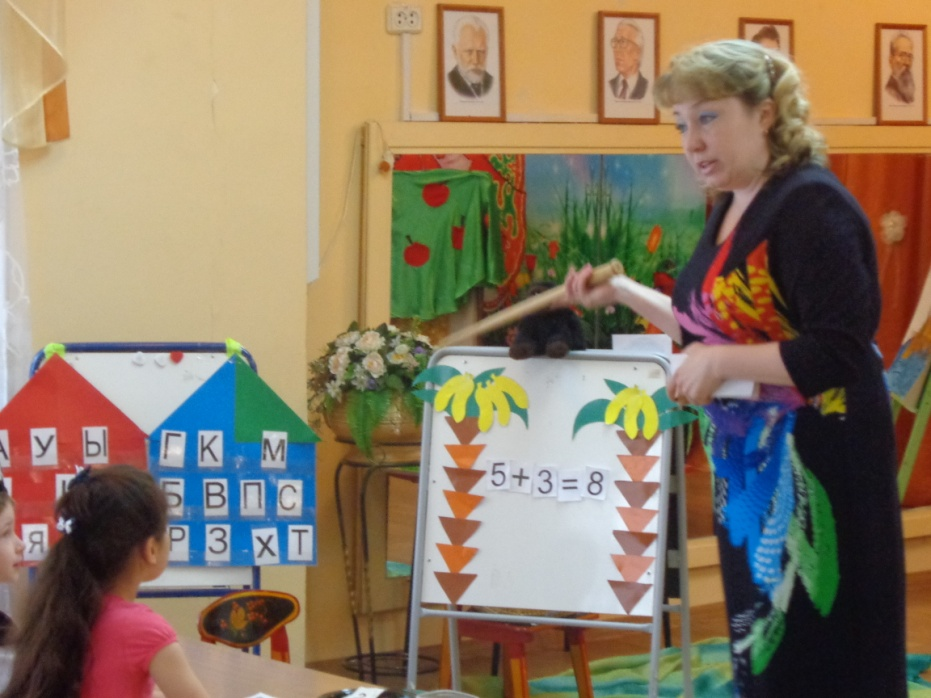 А У Ы
Г К М
Б В П С
Я
Р З Х Т
5+3=8